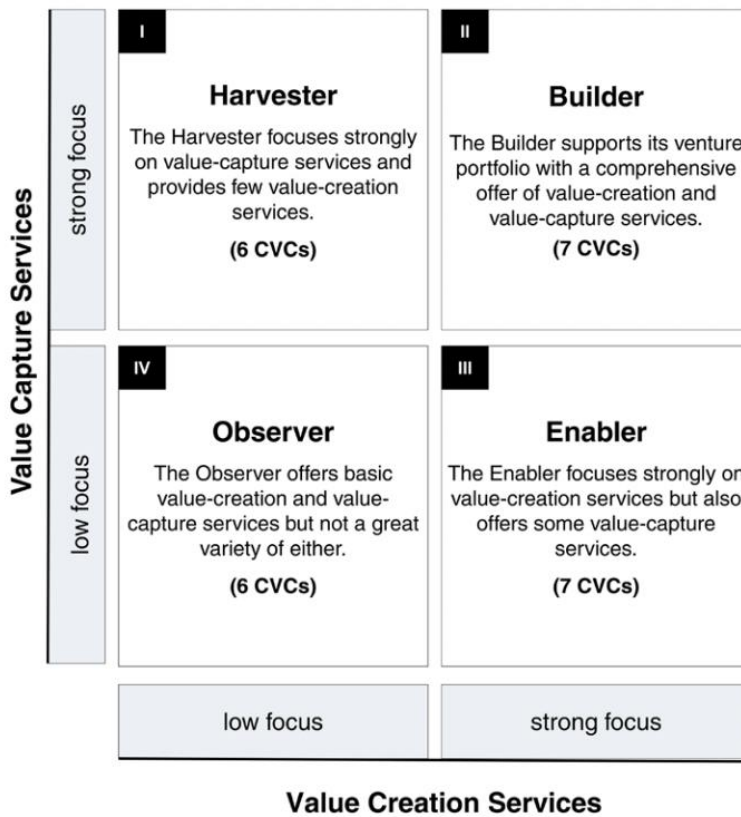 Value Capture Services
strong focus
I
Harvester
The Harvester focuses strongly
on value-capture services and
provides few value-creation
services.
(6 CVCs)
II
Builder
The Builder supports its venture
portfolio with a comprehensive
offer of value-creation and
value-capture services.
(7 CVCs)
low focus
IV
Observer
The Observer offers basic
value-creation and value-
capture services but not a great
variety of either.
(6 CVCs)
III
Enabler
The Enabler focuses strongly on
value-creation services but also
offers some value-capture
services.
(7 CVCs)
low focus
strong focus
Value Creation Services